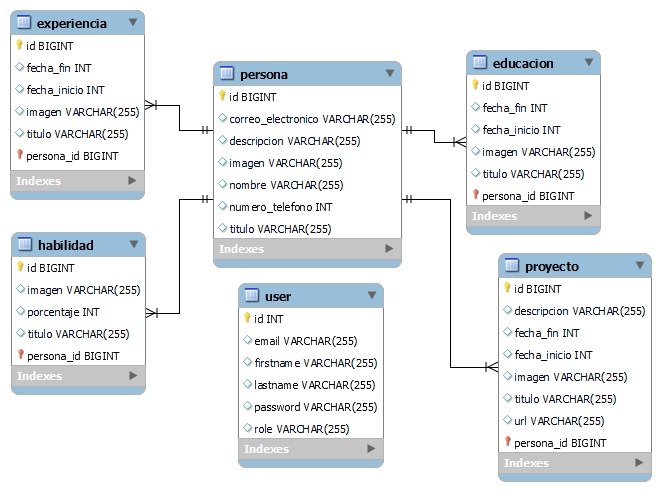 experiencia
id BIGINT
fecha_fin INT
fecha_inicio INT
imagen VARCHAR(255)
titulo VARCHAR(255)
persona_id BIGINT
Indexes
persona
id BIGINT
correo_electronico VARCHAR(255)
descripcion VARCHAR(255)
imagen VARCHAR(255)
nombre VARCHAR(255)
numero_telefono INT
titulo VARCHAR(255)
Indexes
educacion
id BIGINT
fecha_fin INT
fecha_inicio INT
imagen VARCHAR(255)
titulo VARCHAR(255)
persona_id BIGINT
Indexes
habilidad
id BIGINT
imagen VARCHAR(255)
porcentaje INT
titulo VARCHAR(255)
persona_id BIGINT
Indexes
user
id INT
email VARCHAR(255)
firstname VARCHAR(255)
lastname VARCHAR(255)
password VARCHAR(255)
role VARCHAR(255)
Indexes
proyecto
id BIGINT
descripcion VARCHAR(255)
fecha_fin INT
fecha_inicio INT
imagen VARCHAR(255)
titulo VARCHAR(255)
url VARCHAR(255)
persona_id BIGINT
Indexes